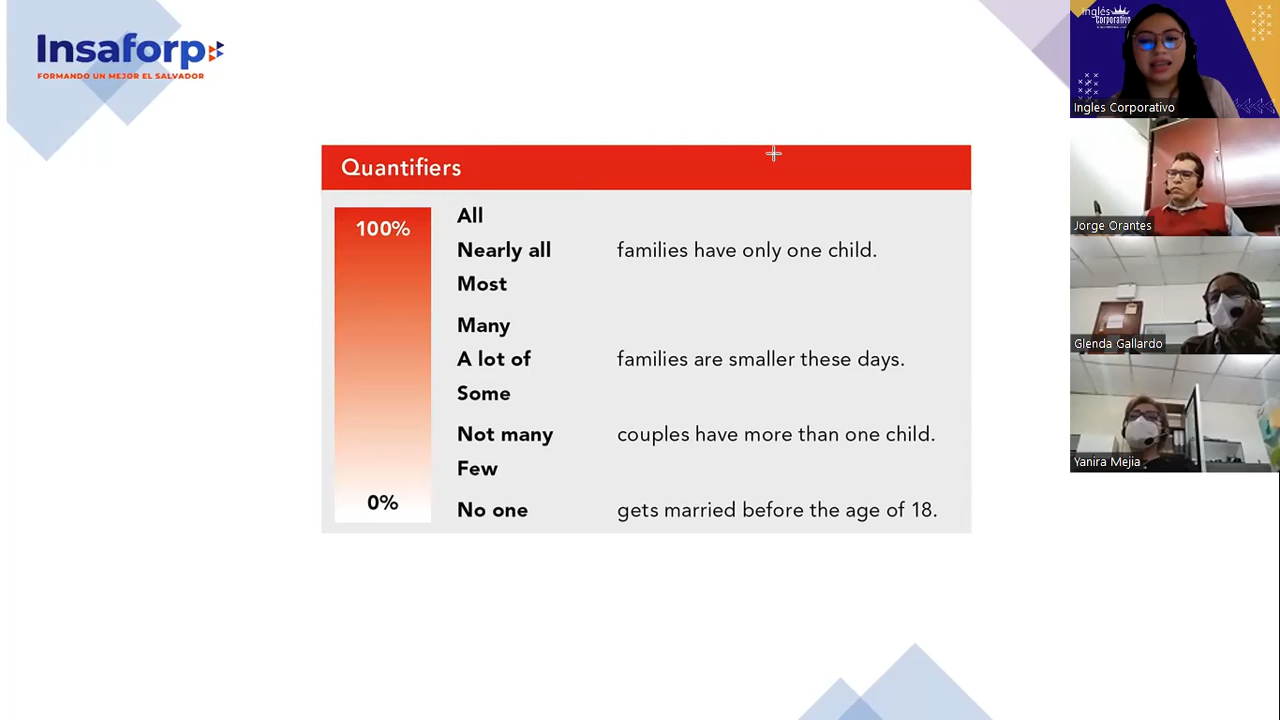 Insaforp
FORMANDO UN MEJOR EL SALVADOR
Quantifiers
100%
All
Nearly all families have only one child.
Most
Many
A lot of families are smaller these days.
Some
Not many couples have more than one child.
Few
0%
No one gets married before the age of 18.
Inglés
Corporativo
Ingles Corporativo
Jorge Orantes
Glenda Gallardo
Yanira Mejia